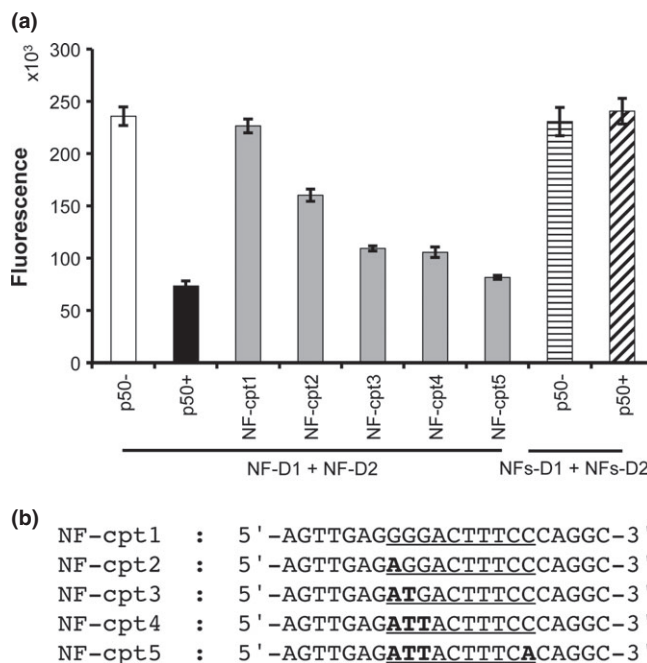 (a)
x10³
Fluorescence
300
250
200
150
100
50
0
p50-
p50+
NF-cpt1
NF-cpt2
NF-cpt3
NF-cpt4
NF-cpt5
p50-
p50+
NF-D1 + NF-D2
NFs-D1 + NFs-D2
(b)
NF-cpt1 : 5'-AGTTGAGGGGACTTTCCCAGGC-3'
NF-cpt2 : 5'-AGTTGAGAGGACTTTCCCAGGC-3'
NF-cpt3 : 5'-AGTTGAGATGACTTTCCCAGGC-3'
NF-cpt4 : 5'-AGTTGAGATTACTTTCCCAGGC-3'
NF-cpt5 : 5'-AGTTGAGATTACTTTCACAGGC-3'